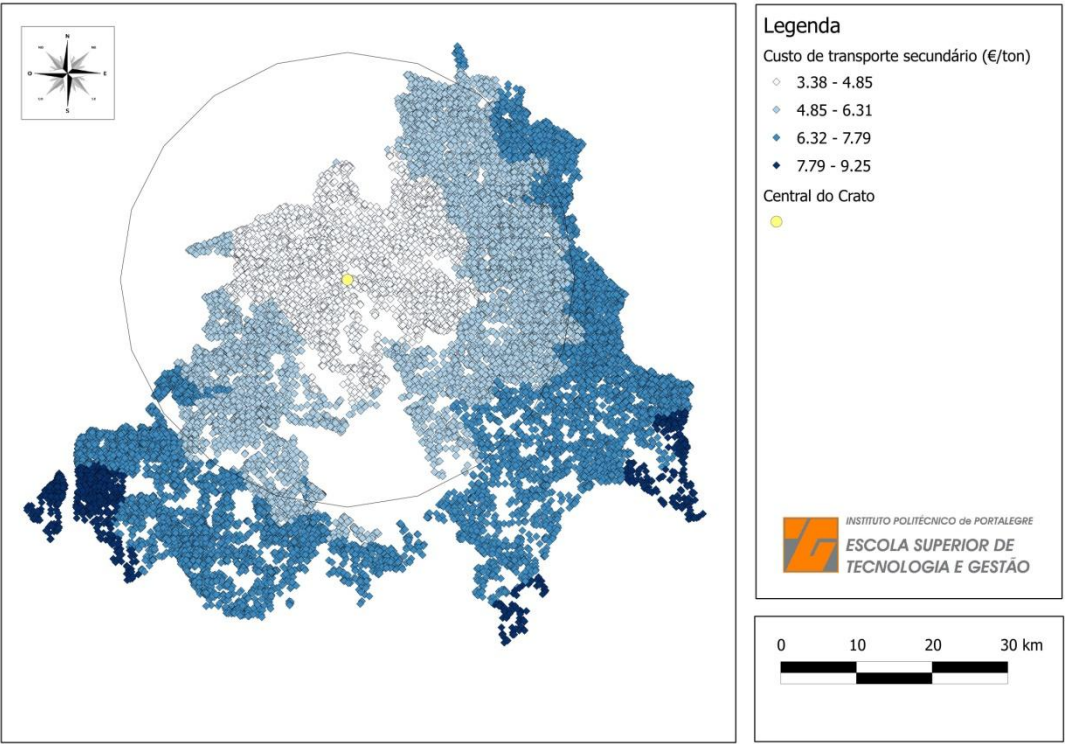 N
O
E
S
Legenda
Custo de transporte secundário (€/ton)
3.38 - 4.85
4.85 - 6.31
6.32 - 7.79
7.79 - 9.25
Central do Crato
INSTITUTO POLITÉCNICO de PORTALEGRE
ESCOLA SUPERIOR DE
TECNOLOGIA E GESTÃO
0 10 20 30 km